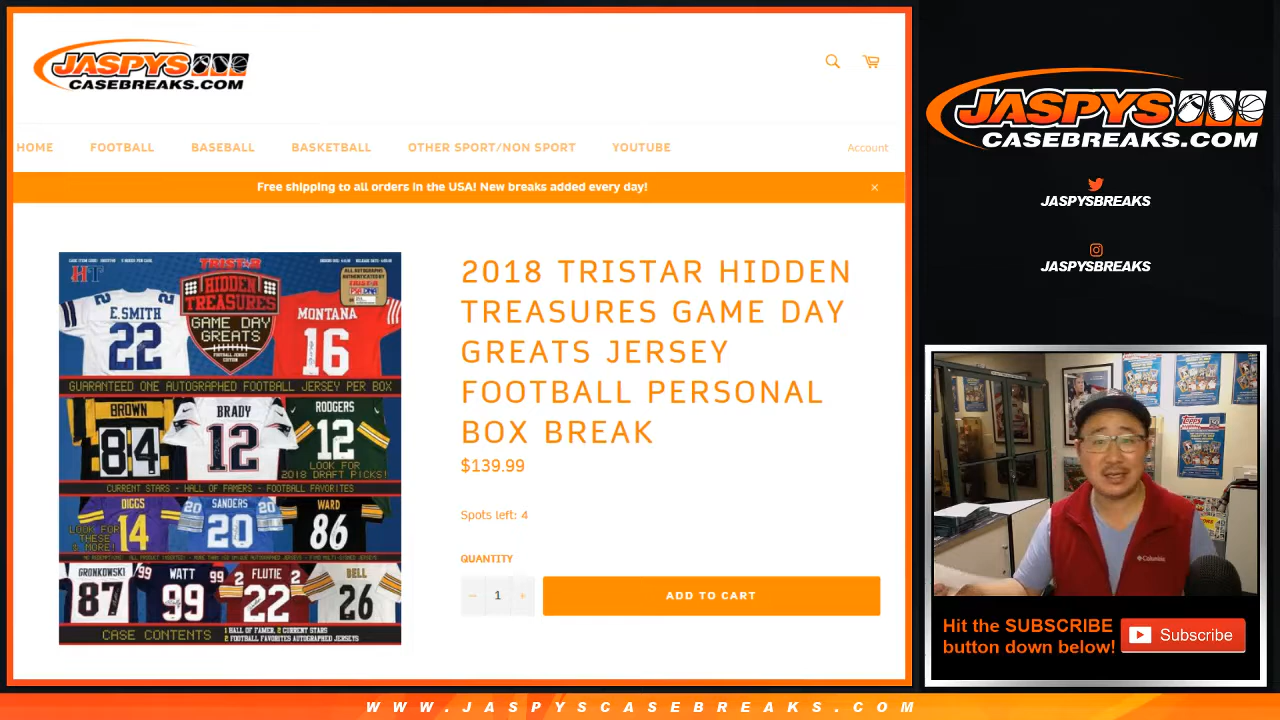 JASPYS
CASEBREAKS.COM
HOME
FOOTBALL
BASEBALL
BASKETBALL
OTHER SPORT/NON SPORT
YOUTUBE
Account
Free shipping to all orders in the USA! New breaks added every day!
×
HT
TRISTAR
HIDDEN
TREASURES
GAME DAY
GREATS
E.SMITH
22
MONTANA
16
GUARANTEED ONE AUTOGRAPHED FOOTBALL JERSEY PER BOX
BROWN
84
BRADY
12
RODGERS
12
LOOK FOR
2018 DRAFT PICKS!
CURRENT STARS - HALL OF FAMERS - FOOTBALL FAVORITES
DIGGS
14
LOOK FOR
THESE
& MORE!
SANDERS
20
WARD
86
GRONKOWSKI
87
WATT
99
FLUTIE
22
BELL
26
CASE CONTENTS
1 HALL OF FAMER, 2 CURRENT STARS
2 FOOTBALL FAVORITES AUTOGRAPHED JERSEYS
2018 TRISTAR HIDDEN
TREASURES GAME DAY
GREATS JERSEY
FOOTBALL PERSONAL
BOX BREAK
$139.99
Spots left: 4
QUANTITY
− 1 +
ADD TO CART
JASPYS
CASEBREAKS.COM
JASPYSBREAKS
JASPYSBREAKS
Topps
Columbia
Hit the SUBSCRIBE
button down below!
Subscribe
WWW.JASPYSCASEBREAKS.COM